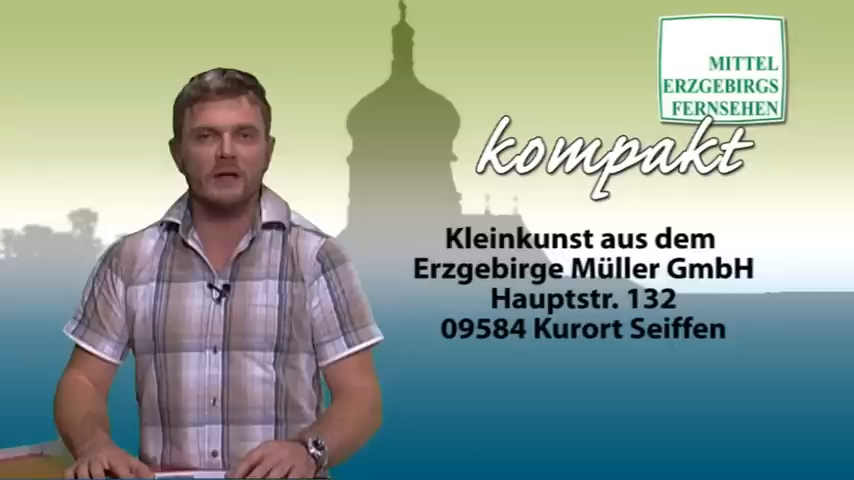 MITTEL
ERZGEBIRGS
FERNSEHEN
kompakt
Kleinkunst aus dem
Erzgebirge Müller GmbH
Hauptstr. 132
09584 Kurort Seiffen